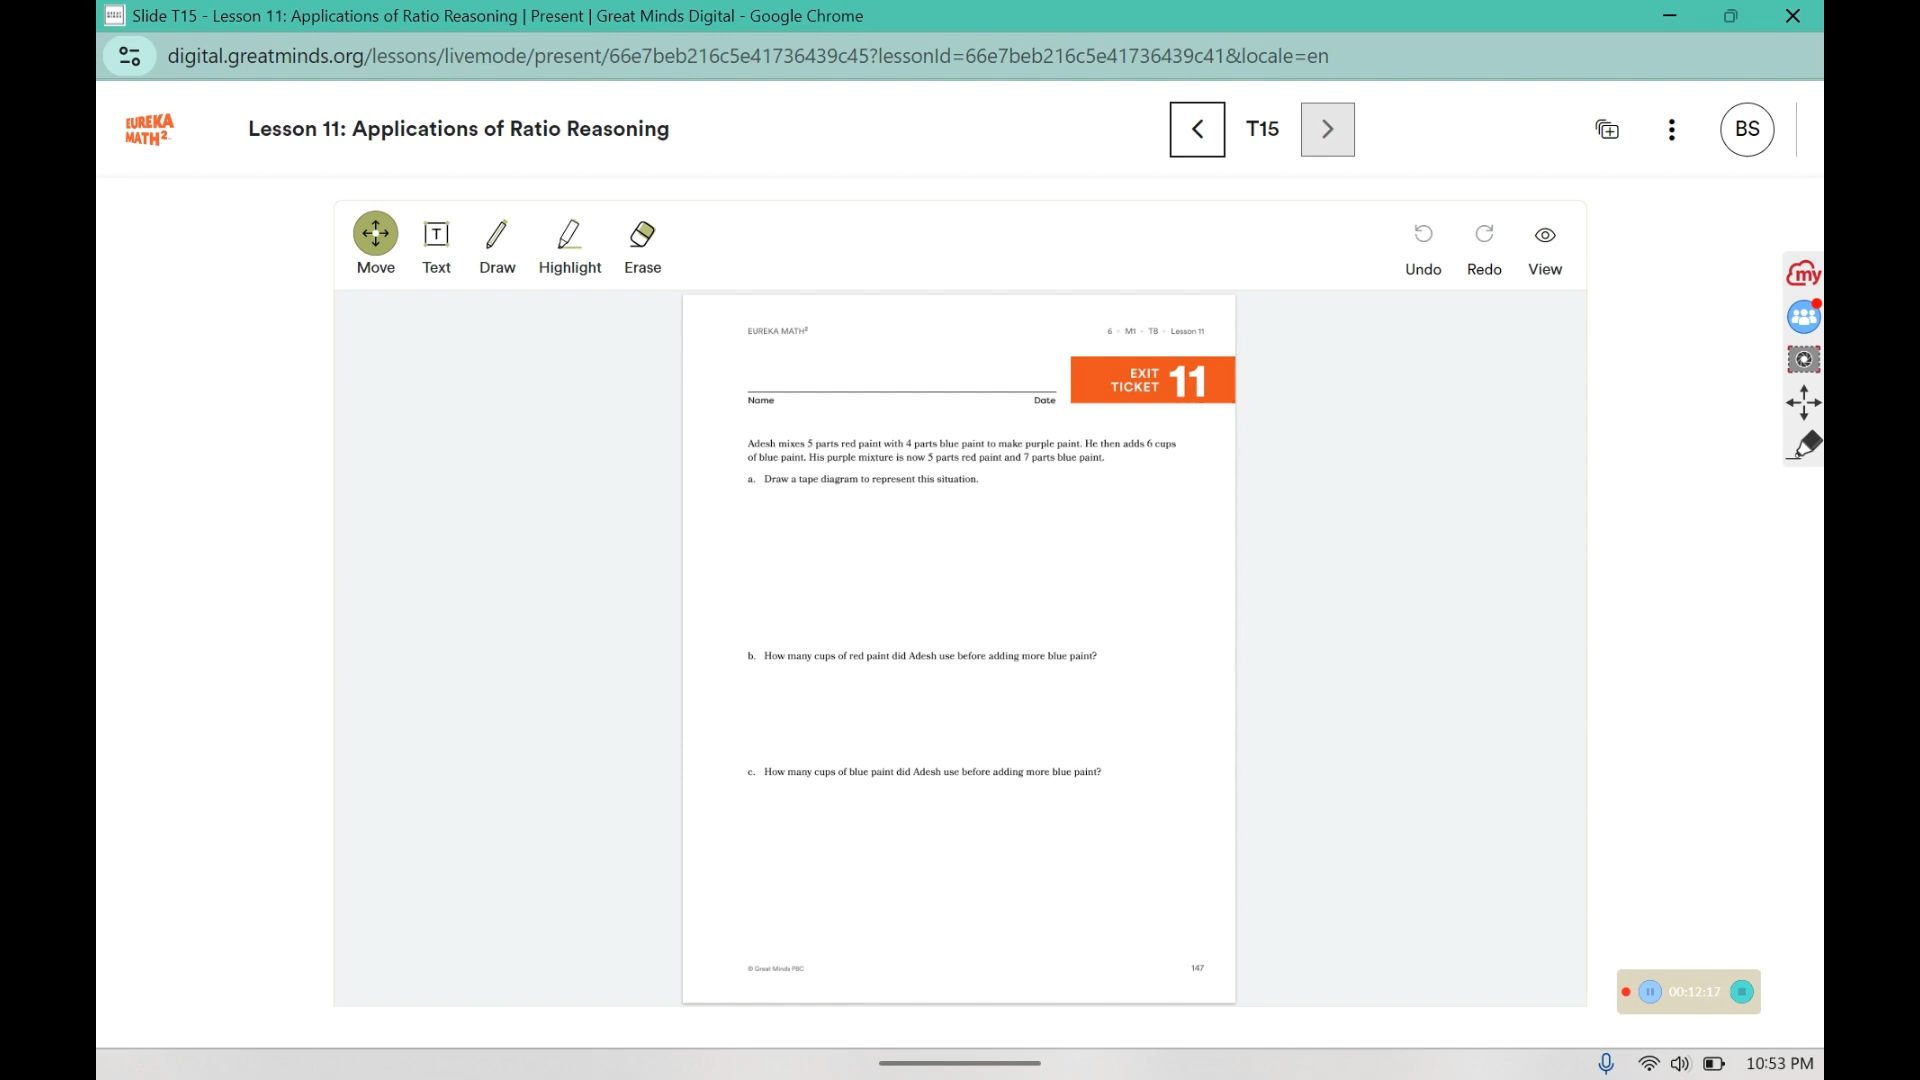 Slide T15 - Lesson 11: Applications of Ratio Reasoning | Present | Great Minds Digital - Google Chrome
digital.greatminds.org/lessons/livemode/present/66e7beb216c5e41736439c45?lessonId=66e7beb216c5e41736439c41&locale=en
EUREKA
MATH²
Lesson 11: Applications of Ratio Reasoning
T15
BS
Move Text Draw Highlight Erase
Undo Redo View
my
EUREKA MATH²
6 · M1 · TB · Lesson 11
EXIT
TICKET 11
Name Date
Adesh mixes 5 parts red paint with 4 parts blue paint to make purple paint. He then adds 6 cups
of blue paint. His purple mixture is now 5 parts red paint and 7 parts blue paint.
a. Draw a tape diagram to represent this situation.
b. How many cups of red paint did Adesh use before adding more blue paint?
c. How many cups of blue paint did Adesh use before adding more blue paint?
© Great Minds PBC
147
00:12:17
10:53 PM